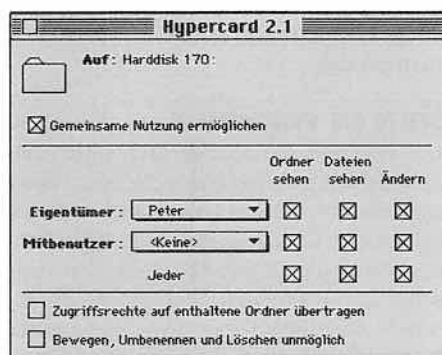 Hypercard 2.1
Auf: Harddisk 170:
Gemeinsame Nutzung ermöglichen
Ordner sehen Dateien sehen Ändern
Eigentümer: Peter
Mitbenutzer: <Keine>
Jeder
Zugriffsrechte auf enthaltene Ordner übertragen
Bewegen, Umbenennen und Löschen unmöglich